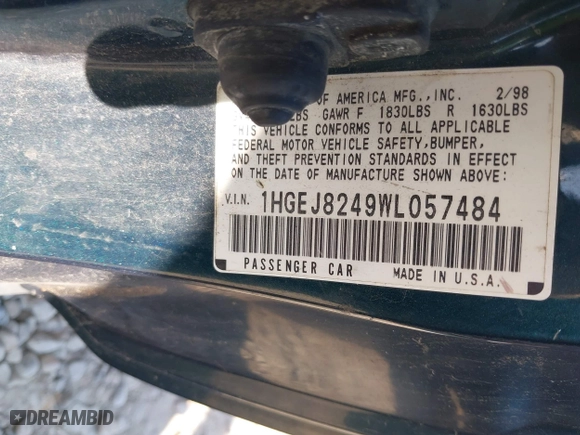 OF AMERICA MFG.,INC. 2/98
LBS GAWR F 1830LBS R 1630LBS
THIS VEHICLE CONFORMS TO ALL APPLICABLE
FEDERAL MOTOR VEHICLE SAFETY,BUMPER,
AND THEFT PREVENTION STANDARDS IN EFFECT
ON THE DATE OF MANUFACTURE SHOWN ABOVE:
V.I.N. 1HGEJ8249WL057484
PASSENGER CAR MADE IN U.S.A.
DREAMBID